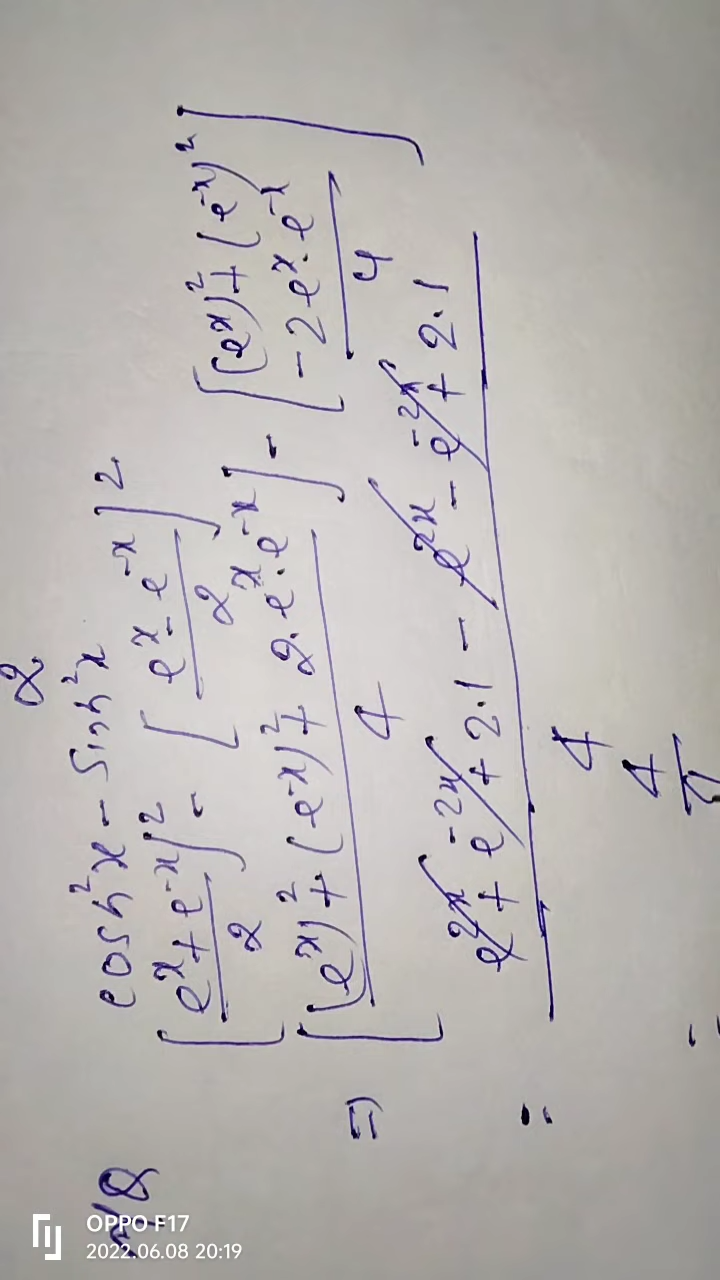 2
cosh²x - sinh²x
[(eˣ + e⁻ˣ)/2]² - [(eˣ - e⁻ˣ)/2]²
⇒ [((eˣ)² + (e⁻ˣ)² + 2·eˣ·e⁻ˣ)/4] - [((eˣ)² + (e⁻ˣ)² - 2eˣ·e⁻ˣ)/4]
= (e²ˣ + e⁻²ˣ + 2·1 - e²ˣ - e⁻²ˣ + 2·1)/4
= 4/4
OPPO F17
2022.06.08 20:19